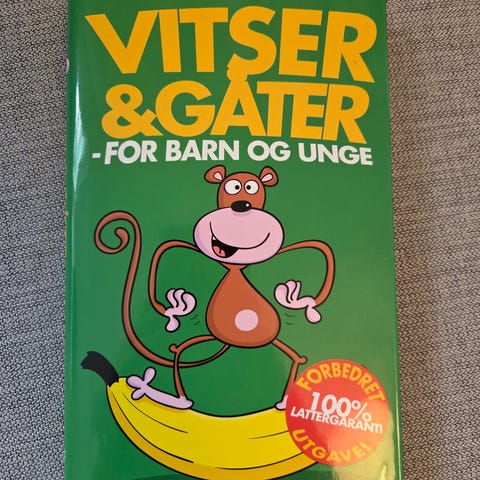 VITSER
&GÅTER
-FOR BARN OG UNGE
FORBEDRET
100%
LATTERGARANTI
UTGAVE!